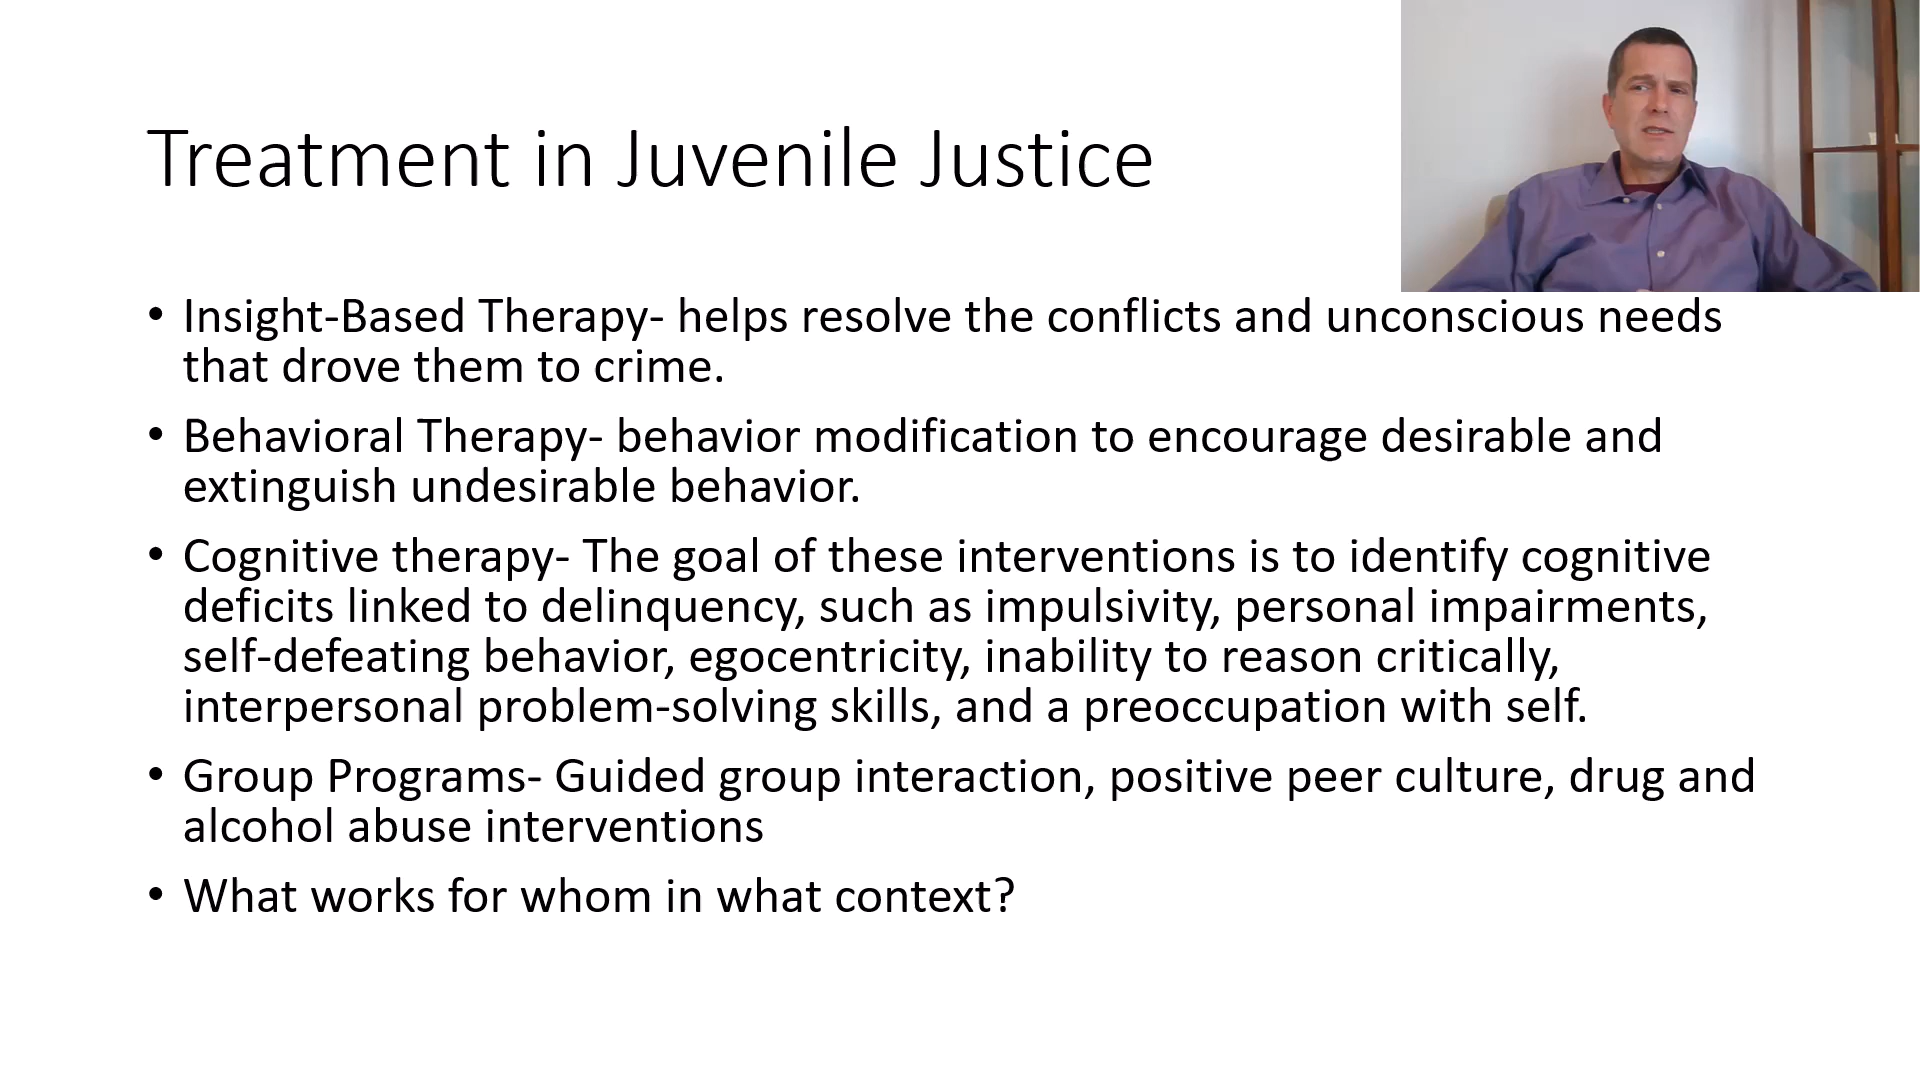 Treatment in Juvenile Justice
• Insight-Based Therapy- helps resolve the conflicts and unconscious needs
that drove them to crime.
• Behavioral Therapy- behavior modification to encourage desirable and
extinguish undesirable behavior.
• Cognitive therapy- The goal of these interventions is to identify cognitive
deficits linked to delinquency, such as impulsivity, personal impairments,
self-defeating behavior, egocentricity, inability to reason critically,
interpersonal problem-solving skills, and a preoccupation with self.
• Group Programs- Guided group interaction, positive peer culture, drug and
alcohol abuse interventions
• What works for whom in what context?